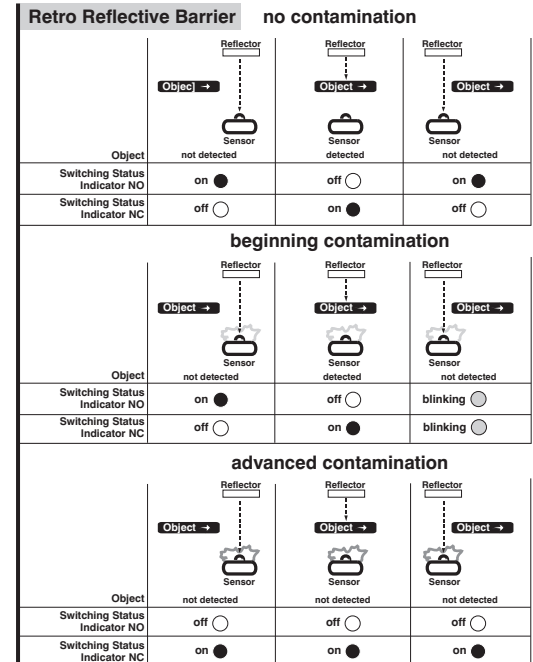 Retro Reflective Barrier no contamination
Reflector Reflector Reflector
Objec] → Object → Object →
Sensor Sensor Sensor
Object not detected detected not detected
Switching Status
Indicator NO on off on
Switching Status
Indicator NC off on off
beginning contamination
Reflector Reflector Reflector
Object → Object → Object →
Sensor Sensor Sensor
Object not detected detected not detected
Switching Status
Indicator NO on off blinking
Switching Status
Indicator NC off on blinking
advanced contamination
Reflector Reflector Reflector
Object → Object → Object →
Sensor Sensor Sensor
Object not detected not detected not detected
Switching Status
Indicator NO off off off
Switching Status
Indicator NC on on on